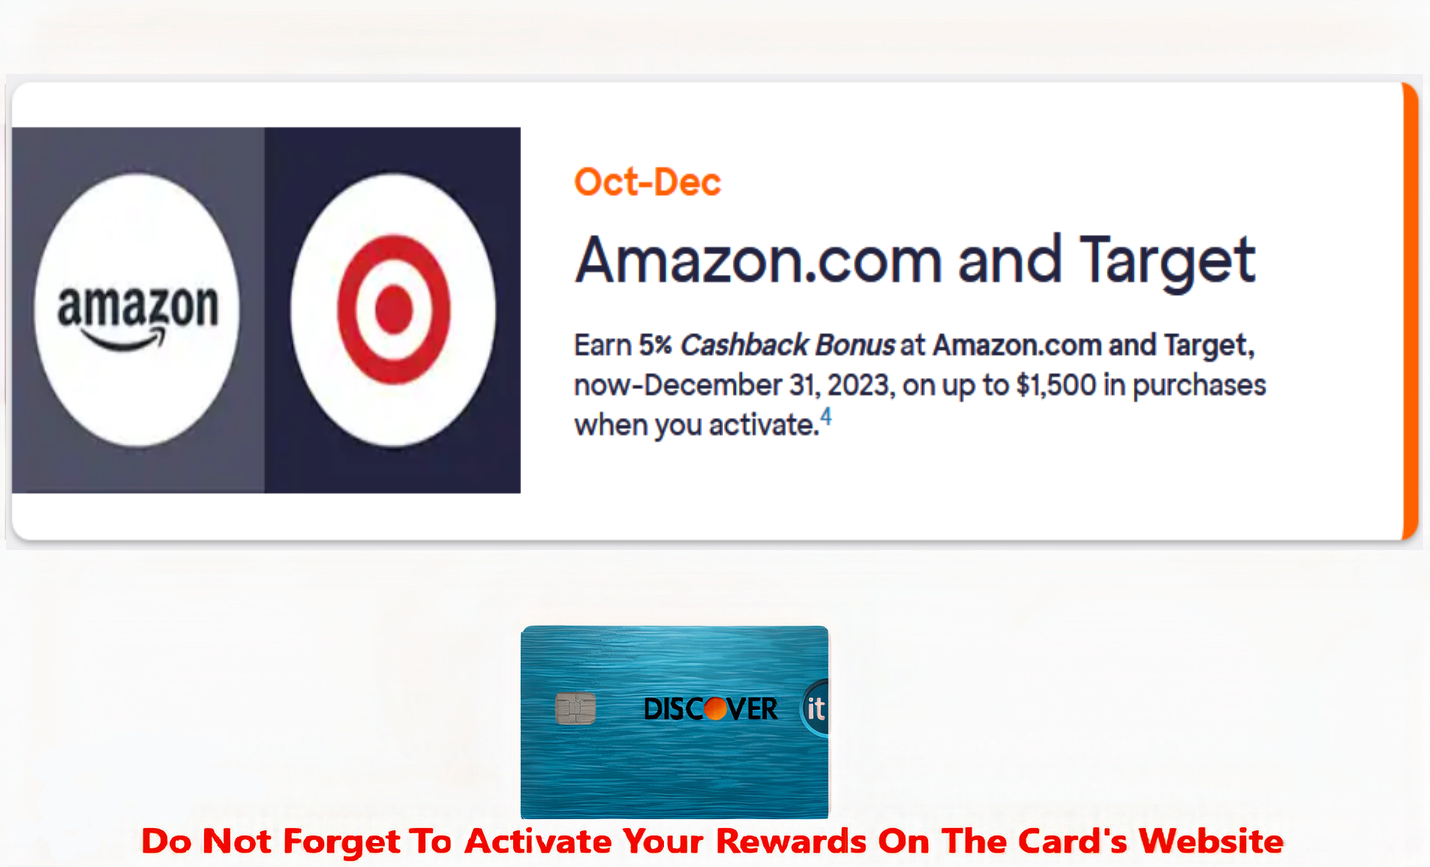 amazon
Oct-Dec
Amazon.com and Target
Earn 5% Cashback Bonus at Amazon.com and Target,
now-December 31, 2023, on up to $1,500 in purchases
when you activate.4
DISCOVER it
Do Not Forget To Activate Your Rewards On The Card's Website